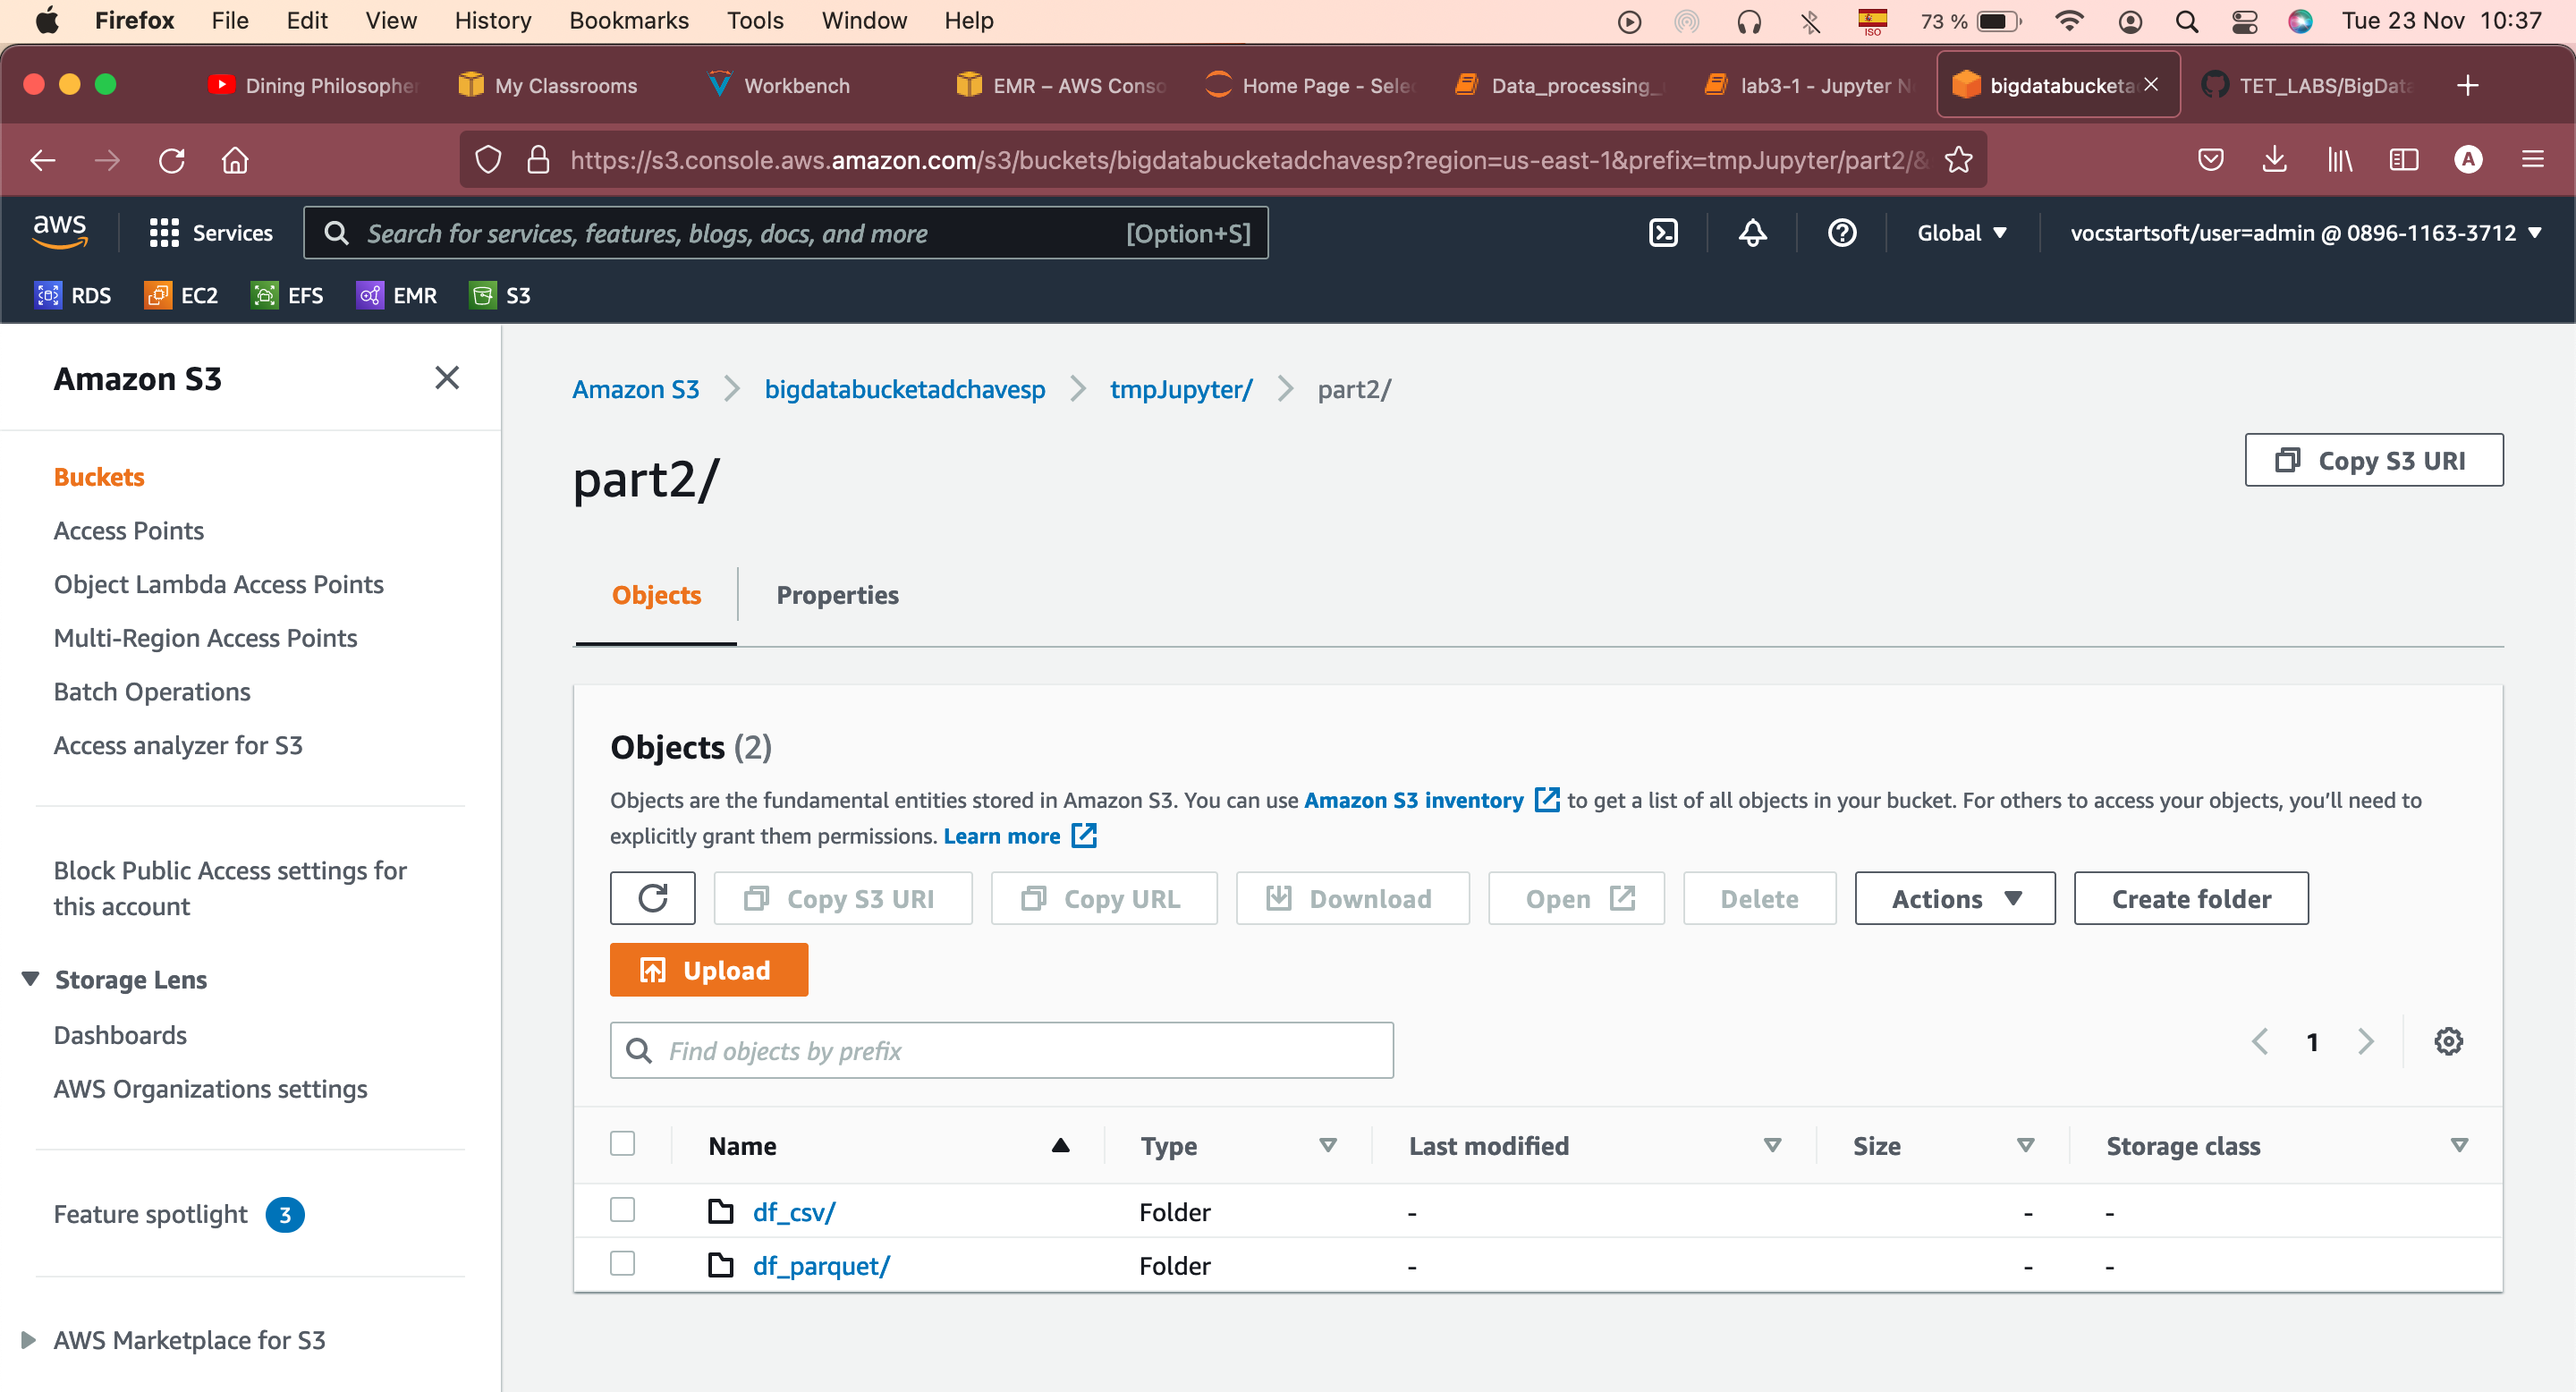 Firefox File Edit View History Bookmarks Tools Window Help ISO 73 % Tue 23 Nov 10:37
Dining Philosopher My Classrooms Workbench EMR – AWS Conso Home Page - Selec Data_processing_ lab3-1 - Jupyter N bigdatabucketa TET_LABS/BigData
https://s3.console.aws.amazon.com/s3/buckets/bigdatabucketadchavesp?region=us-east-1&prefix=tmpJupyter/part2/& A
aws Services Search for services, features, blogs, docs, and more [Option+S] Global vocstartsoft/user=admin @ 0896-1163-3712
RDS EC2 EFS EMR S3
Amazon S3
Buckets
Access Points
Object Lambda Access Points
Multi-Region Access Points
Batch Operations
Access analyzer for S3
Block Public Access settings for
this account
Storage Lens
Dashboards
AWS Organizations settings
Feature spotlight 3
AWS Marketplace for S3
Amazon S3 bigdatabucketadchavesp tmpJupyter/ part2/
part2/
Copy S3 URI
Objects Properties
Objects (2)
Objects are the fundamental entities stored in Amazon S3. You can use Amazon S3 inventory to get a list of all objects in your bucket. For others to access your objects, you’ll need to
explicitly grant them permissions. Learn more
Copy S3 URI Copy URL Download Open Delete Actions Create folder
Upload
Find objects by prefix 1
Name Type Last modified Size Storage class
df_csv/ Folder - - -
df_parquet/ Folder - - -